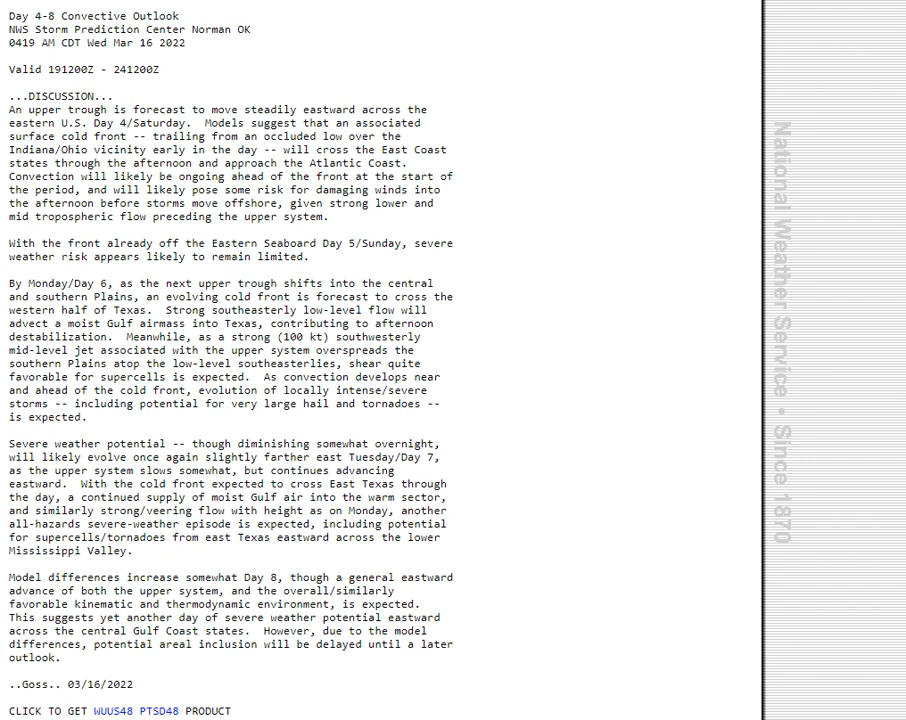 Day 4-8 Convective Outlook
NWS Storm Prediction Center Norman OK
0419 AM CDT Wed Mar 16 2022
Valid 191200Z - 241200Z
...DISCUSSION...
An upper trough is forecast to move steadily eastward across the
eastern U.S. Day 4/Saturday.  Models suggest that an associated
surface cold front -- trailing from an occluded low over the
Indiana/Ohio vicinity early in the day -- will cross the East Coast
states through the afternoon and approach the Atlantic Coast.
Convection will likely be ongoing ahead of the front at the start of
the period, and will likely pose some risk for damaging winds into
the afternoon before storms move offshore, given strong lower and
mid tropospheric flow preceding the upper system.
With the front already off the Eastern Seaboard Day 5/Sunday, severe
weather risk appears likely to remain limited.
By Monday/Day 6, as the next upper trough shifts into the central
and southern Plains, an evolving cold front is forecast to cross the
western half of Texas.  Strong southeasterly low-level flow will
advect a moist Gulf airmass into Texas, contributing to afternoon
destabilization.  Meanwhile, as a strong (100 kt) southwesterly
mid-level jet associated with the upper system overspreads the
southern Plains atop the low-level southeasterlies, shear quite
favorable for supercells is expected.  As convection develops near
and ahead of the cold front, evolution of locally intense/severe
storms -- including potential for very large hail and tornadoes --
is expected.
Severe weather potential -- though diminishing somewhat overnight,
will likely evolve once again slightly farther east Tuesday/Day 7,
as the upper system slows somewhat, but continues advancing
eastward.  With the cold front expected to cross East Texas through
the day, a continued supply of moist Gulf air into the warm sector,
and similarly strong/veering flow with height as on Monday, another
all-hazards severe-weather episode is expected, including potential
for supercells/tornadoes from east Texas eastward across the lower
Mississippi Valley.
Model differences increase somewhat Day 8, though a general eastward
advance of both the upper system, and the overall/similarly
favorable kinematic and thermodynamic environment, is expected.
This suggests yet another day of severe weather potential eastward
across the central Gulf Coast states.  However, due to the model
differences, potential areal inclusion will be delayed until a later
outlook.
..Goss.. 03/16/2022
CLICK TO GET WUUS48 PTSD48 PRODUCT
National Weather Service • Since 1870